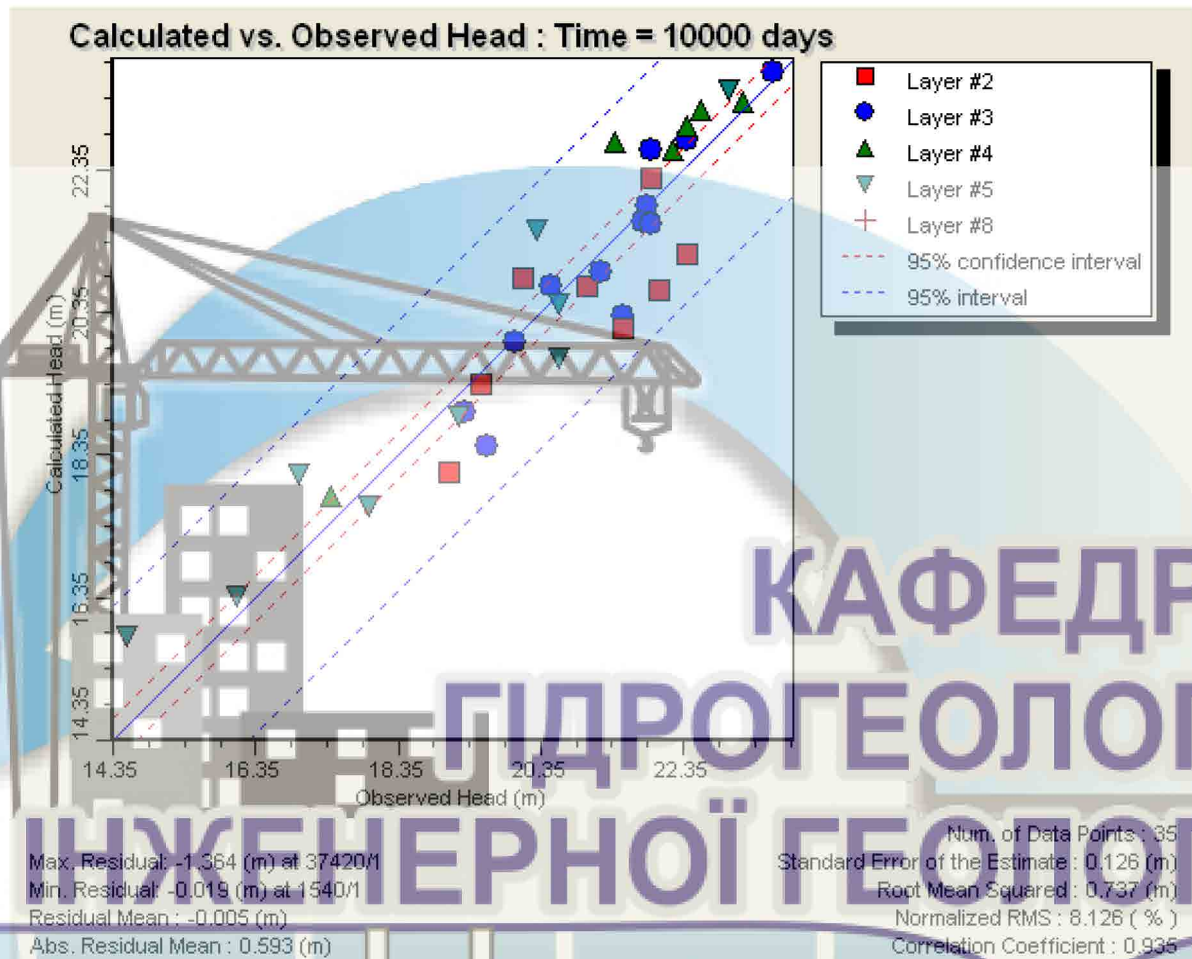 Calculated vs. Observed Head : Time = 10000 days
Layer #2
Layer #3
Layer #4
Layer #5
Layer #8
95% confidence interval
95% interval
Calculated Head (m)
22.35
20.35
18.35
16.35
14.35
14.35 16.35 18.35 20.35 22.35
Observed Head (m)
КАФЕДР
ГІДРОГЕОЛОГ
ІНЖЕНЕРНОЇ ГЕОЛОГ
Max. Residual: -1.364 (m) at 37420/1
Min. Residual: -0.019 (m) at 1540/1
Residual Mean : -0.005 (m)
Abs. Residual Mean : 0.593 (m)
Num. of Data Points : 35
Standard Error of the Estimate : 0.126 (m)
Root Mean Squared : 0.737 (m)
Normalized RMS : 8.126 ( % )
Correlation Coefficient : 0.935